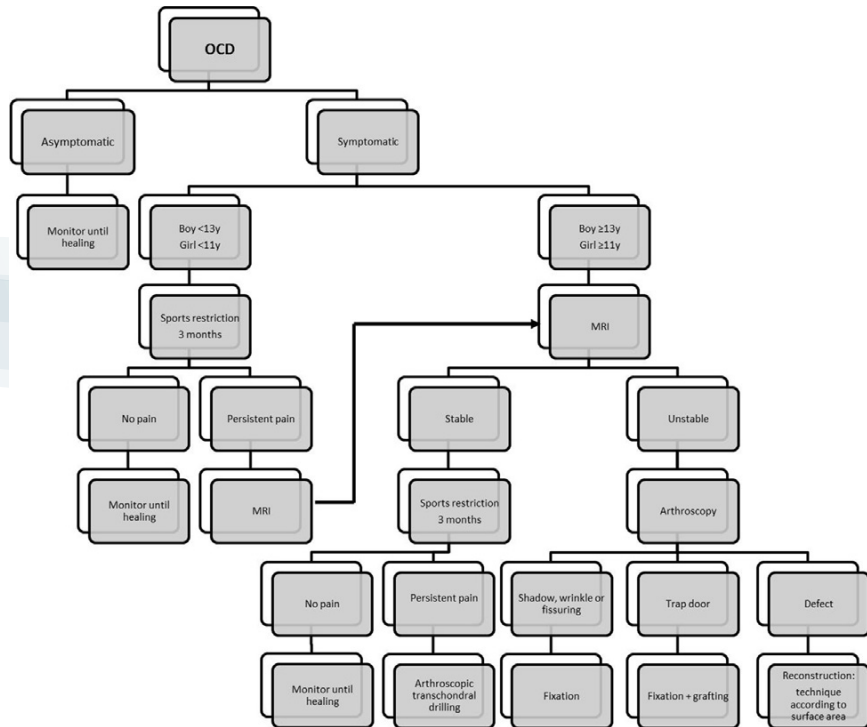 OCD
Asymptomatic
Symptomatic
Monitor until
healing
Boy <13y
Girl <11y
Boy ≥13y
Girl ≥11y
Sports restriction
3 months
MRI
No pain
Persistent pain
Stable
Unstable
Monitor until
healing
MRI
Sports restriction
3 months
Arthroscopy
No pain
Persistent pain
Shadow, wrinkle or
fissuring
Trap door
Defect
Monitor until
healing
Arthroscopic
transchondral
drilling
Fixation
Fixation + grafting
Reconstruction:
technique
according to
surface area